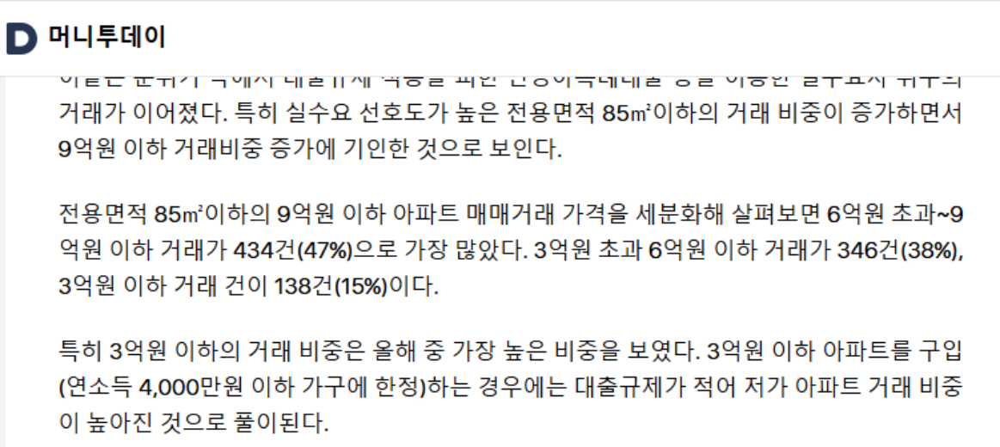 머니투데이
거래가 이어졌다. 특히 실수요 선호도가 높은 전용면적 85㎡이하의 거래 비중이 증가하면서
9억원 이하 거래비중 증가에 기인한 것으로 보인다.
전용면적 85㎡이하의 9억원 이하 아파트 매매거래 가격을 세분화해 살펴보면 6억원 초과~9
억원 이하 거래가 434건(47%)으로 가장 많았다. 3억원 초과 6억원 이하 거래가 346건(38%),
3억원 이하 거래 건이 138건(15%)이다.
특히 3억원 이하의 거래 비중은 올해 중 가장 높은 비중을 보였다. 3억원 이하 아파트를 구입
(연소득 4,000만원 이하 가구에 한정)하는 경우에는 대출규제가 적어 저가 아파트 거래 비중
이 높아진 것으로 풀이된다.